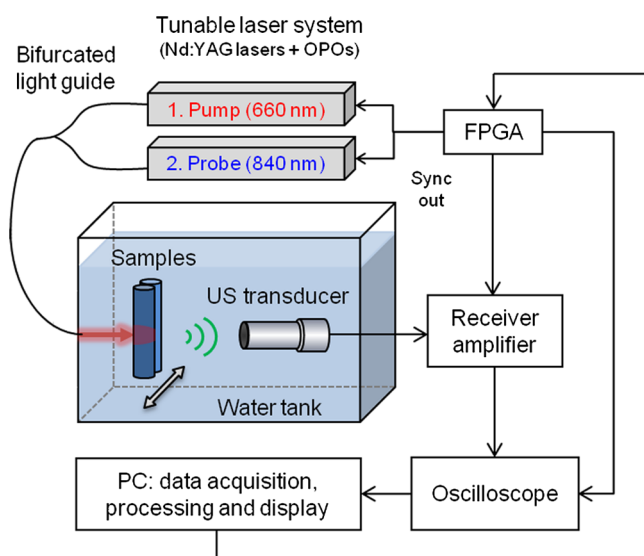 Tunable laser system
(Nd:YAG lasers + OPOs)
Bifurcated
light guide
1. Pump (660 nm)
2. Probe (840 nm)
FPGA
Sync
out
Samples
US transducer
Receiver
amplifier
Water tank
PC: data acquisition,
processing and display
Oscilloscope